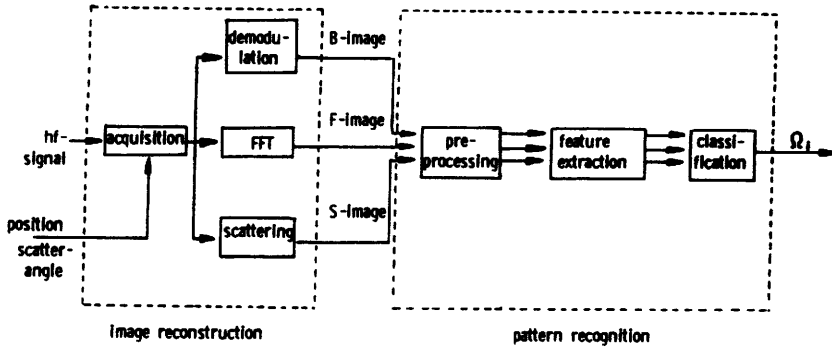 demodu-
lation
B-image
F-image
hf-
signal
acquisition
FFT
pre-
processing
feature
extraction
classi-
fication
Ωi
S-image
position
scatter-
angle
scattering
image reconstruction
pattern recognition